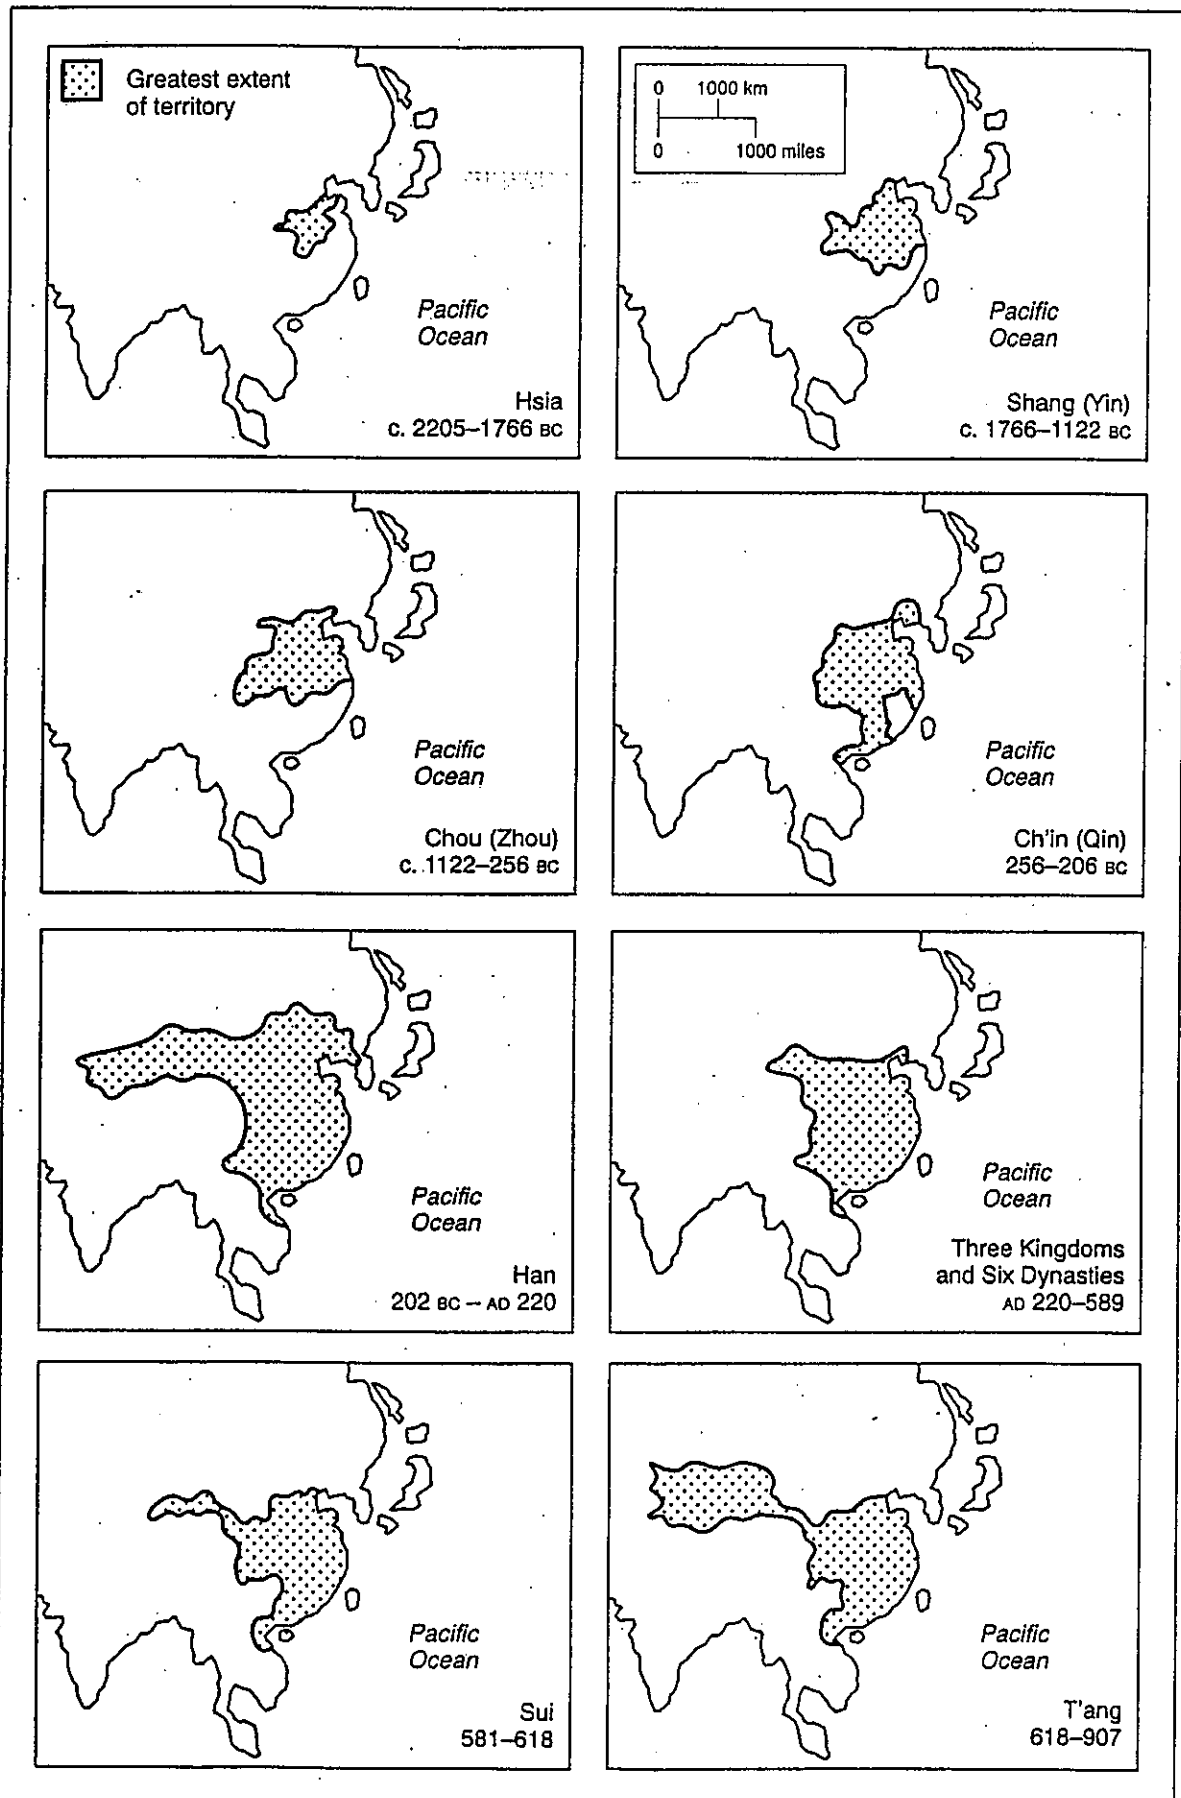 Greatest extent
of territory
Pacific
Ocean
Hsia
c. 2205–1766 BC
0 1000 km
0 1000 miles
Pacific
Ocean
Shang (Yin)
c. 1766–1122 BC
Pacific
Ocean
Chou (Zhou)
c. 1122–256 BC
Pacific
Ocean
Ch'in (Qin)
256–206 BC
Pacific
Ocean
Han
202 BC – AD 220
Pacific
Ocean
Three Kingdoms
and Six Dynasties
AD 220–589
Pacific
Ocean
Sui
581–618
Pacific
Ocean
T'ang
618–907